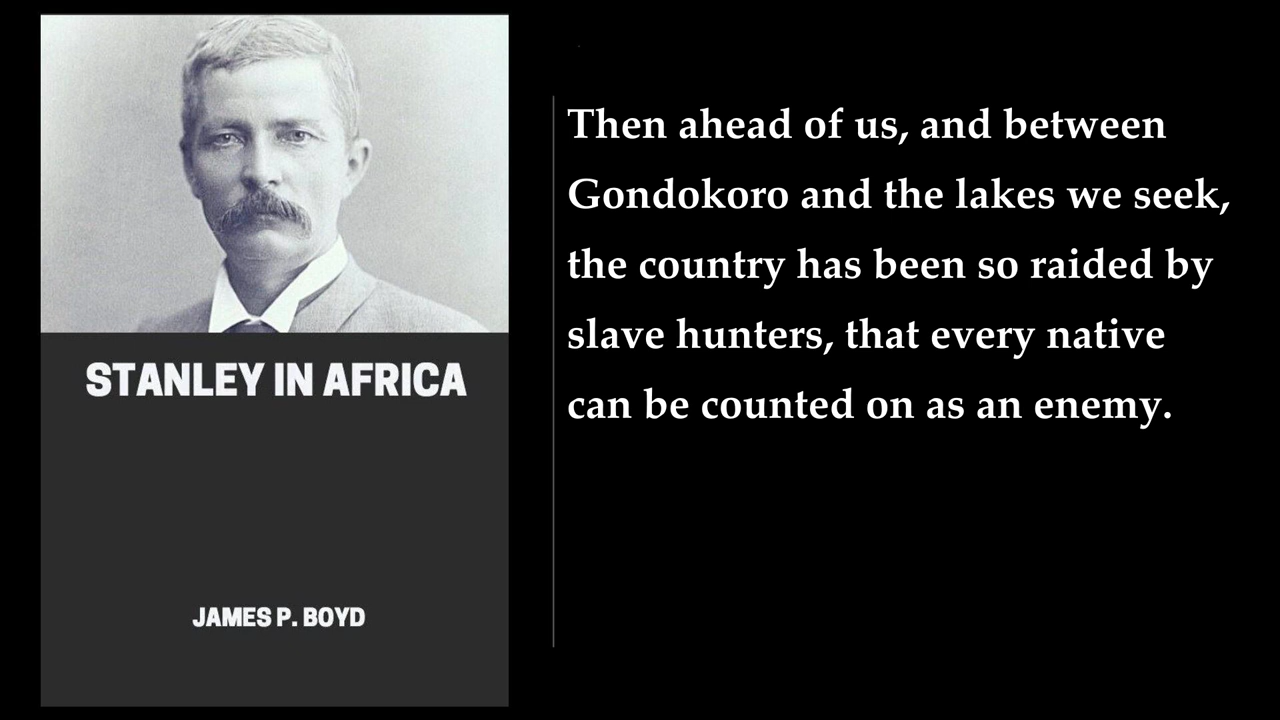 STANLEY IN AFRICA
JAMES P. BOYD
Then ahead of us, and between
Gondokoro and the lakes we seek,
the country has been so raided by
slave hunters, that every native
can be counted on as an enemy.